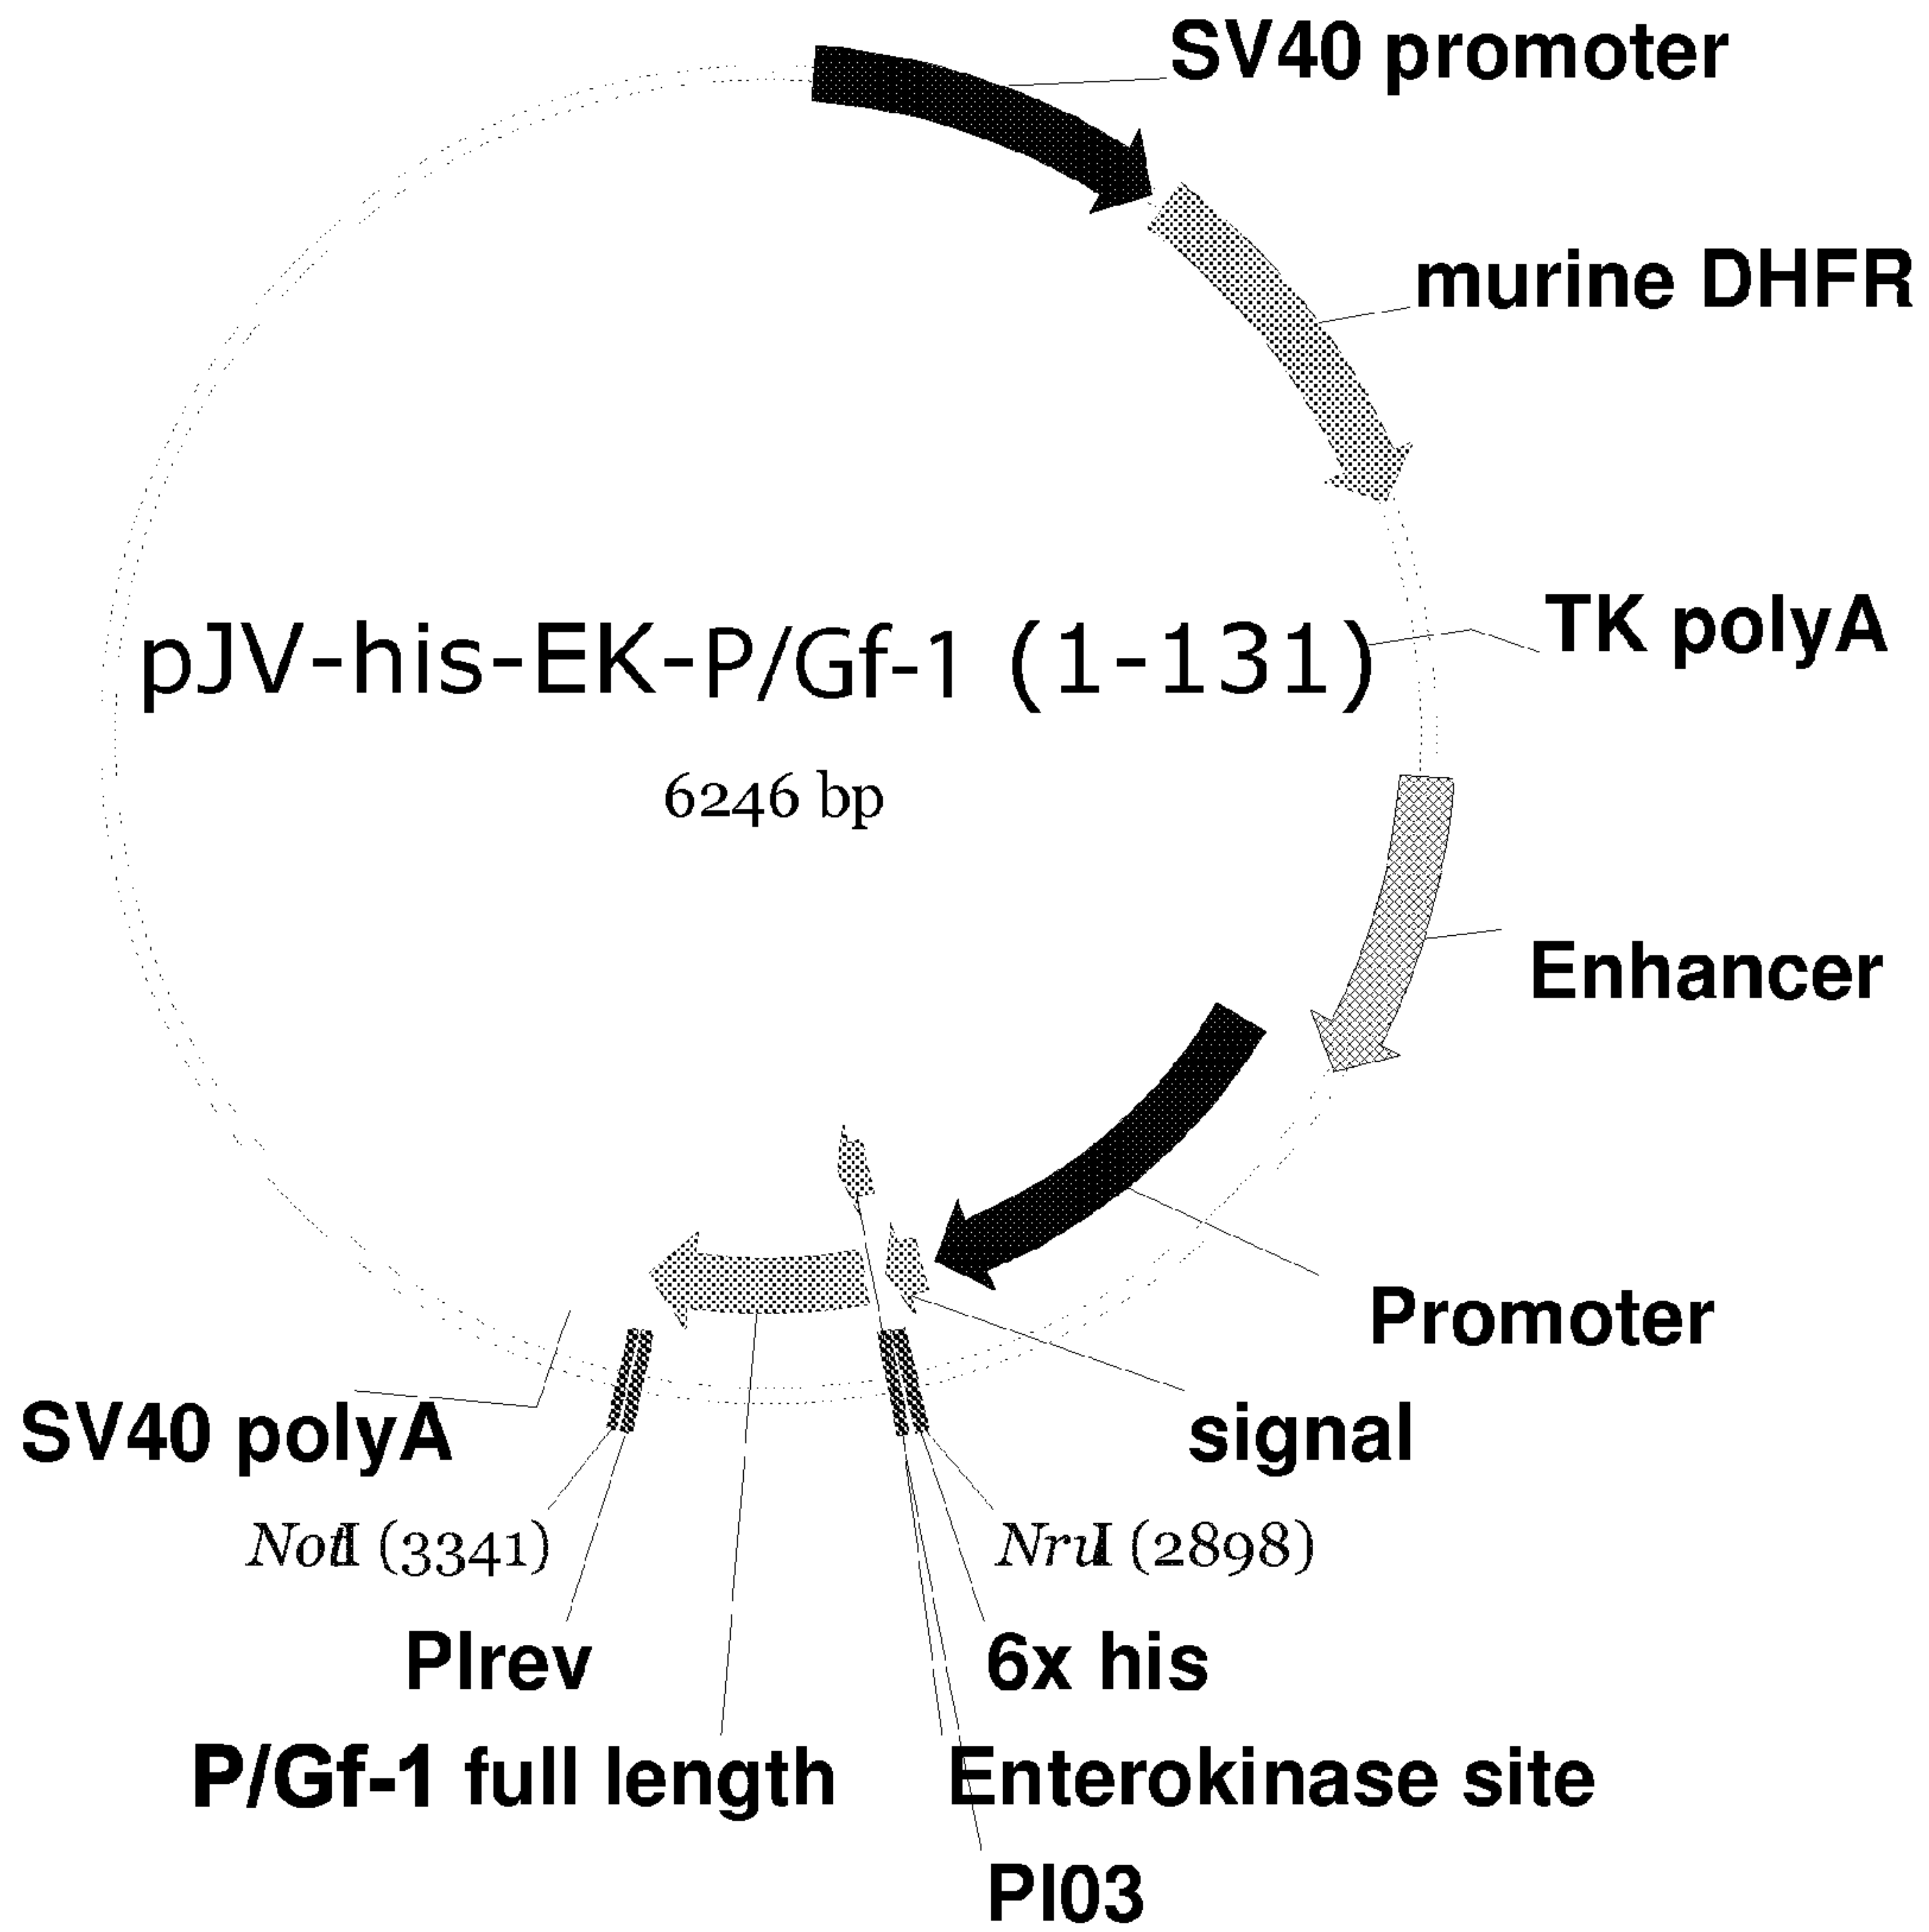 SV40 promoter
murine DHFR
pJV-his-EK-P/Gf-1 (1-131)
TK polyA
6246 bp
Enhancer
Promoter
SV40 polyA
signal
NotI (3341)
NruI (2898)
PIrev
6x his
P/Gf-1 full length
Enterokinase site
PI03